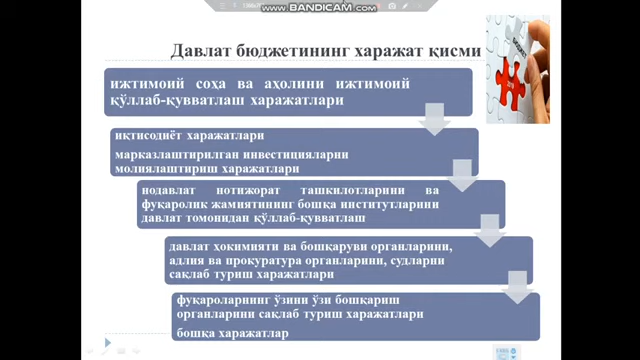 www.BANDICAM.com
Давлат бюджетининг харажат қисми
ижтимоий соҳа ва аҳолини ижтимоий
қўллаб-қувватлаш харажатлари
иқтисодиёт харажатлари
марказлаштирилган инвестицияларни
молиялаштириш харажатлари
нодавлат нотижорат ташкилотларини ва
фуқаролик жамиятининг бошқа институтларини
давлат томонидан қўллаб-қувватлаш
давлат ҳокимияти ва бошқаруви органларини,
адлия ва прокуратура органларини, судларни
сақлаб туриш харажатлари
фуқароларнинг ўзини ўзи бошқариш
органларини сақлаб туриш харажатлари
бошқа харажатлар